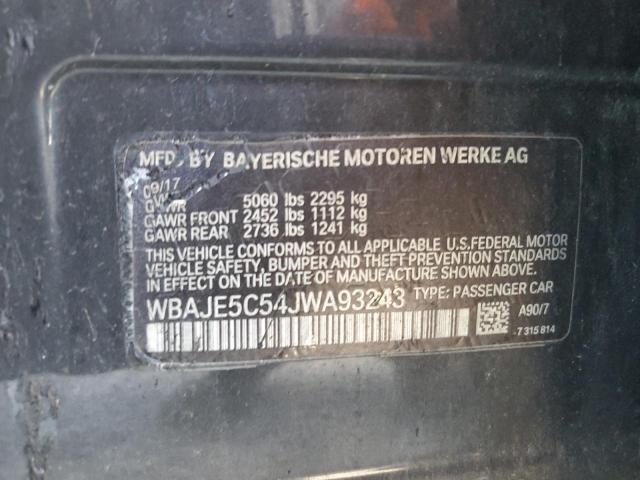 MFD. BY BAYERISCHE MOTOREN WERKE AG
09/17
GVWR 5060 lbs 2295 kg
GAWR FRONT 2452 lbs 1112 kg
GAWR REAR 2736 lbs 1241 kg
THIS VEHICLE CONFORMS TO ALL APPLICABLE U.S.FEDERAL MOTOR
VEHICLE SAFETY, BUMPER AND THEFT PREVENTION STANDARDS
IN EFFECT ON THE DATE OF MANUFACTURE SHOWN ABOVE.
WBAJE5C54JWA93243 TYPE: PASSENGER CAR
A90/7
7 315 814